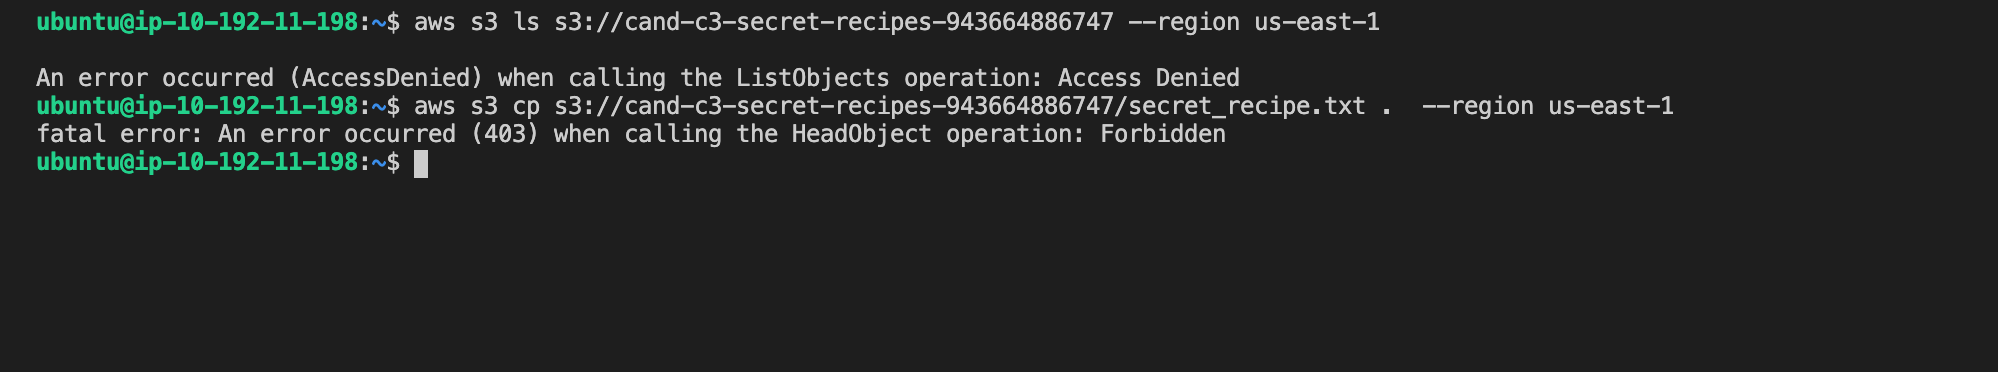 ubuntu@ip-10-192-11-198:~$ aws s3 ls s3://cand-c3-secret-recipes-943664886747 --region us-east-1
An error occurred (AccessDenied) when calling the ListObjects operation: Access Denied
ubuntu@ip-10-192-11-198:~$ aws s3 cp s3://cand-c3-secret-recipes-943664886747/secret_recipe.txt .  --region us-east-1
fatal error: An error occurred (403) when calling the HeadObject operation: Forbidden
ubuntu@ip-10-192-11-198:~$